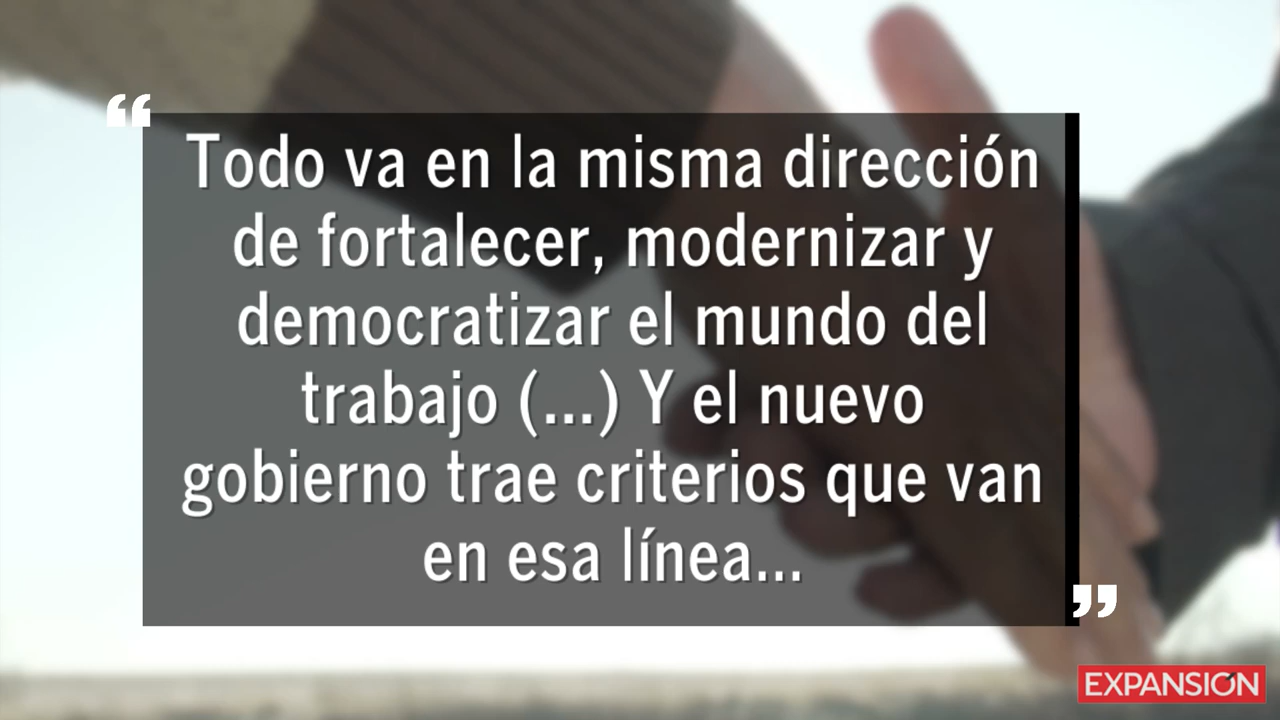 “
Todo va en la misma dirección
de fortalecer, modernizar y
democratizar el mundo del
trabajo (...) Y el nuevo
gobierno trae criterios que van
en esa línea...
”
EXPANSIÓN